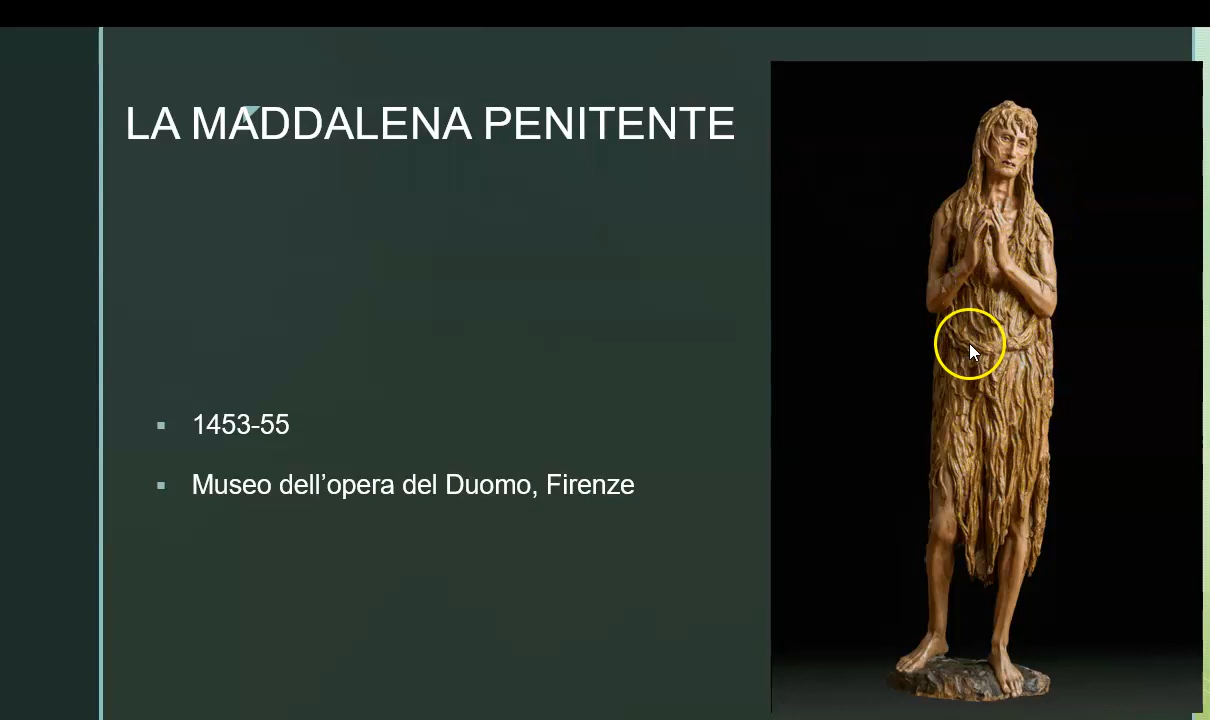 LA MADDALENA PENITENTE
1453-55
Museo dell’opera del Duomo, Firenze